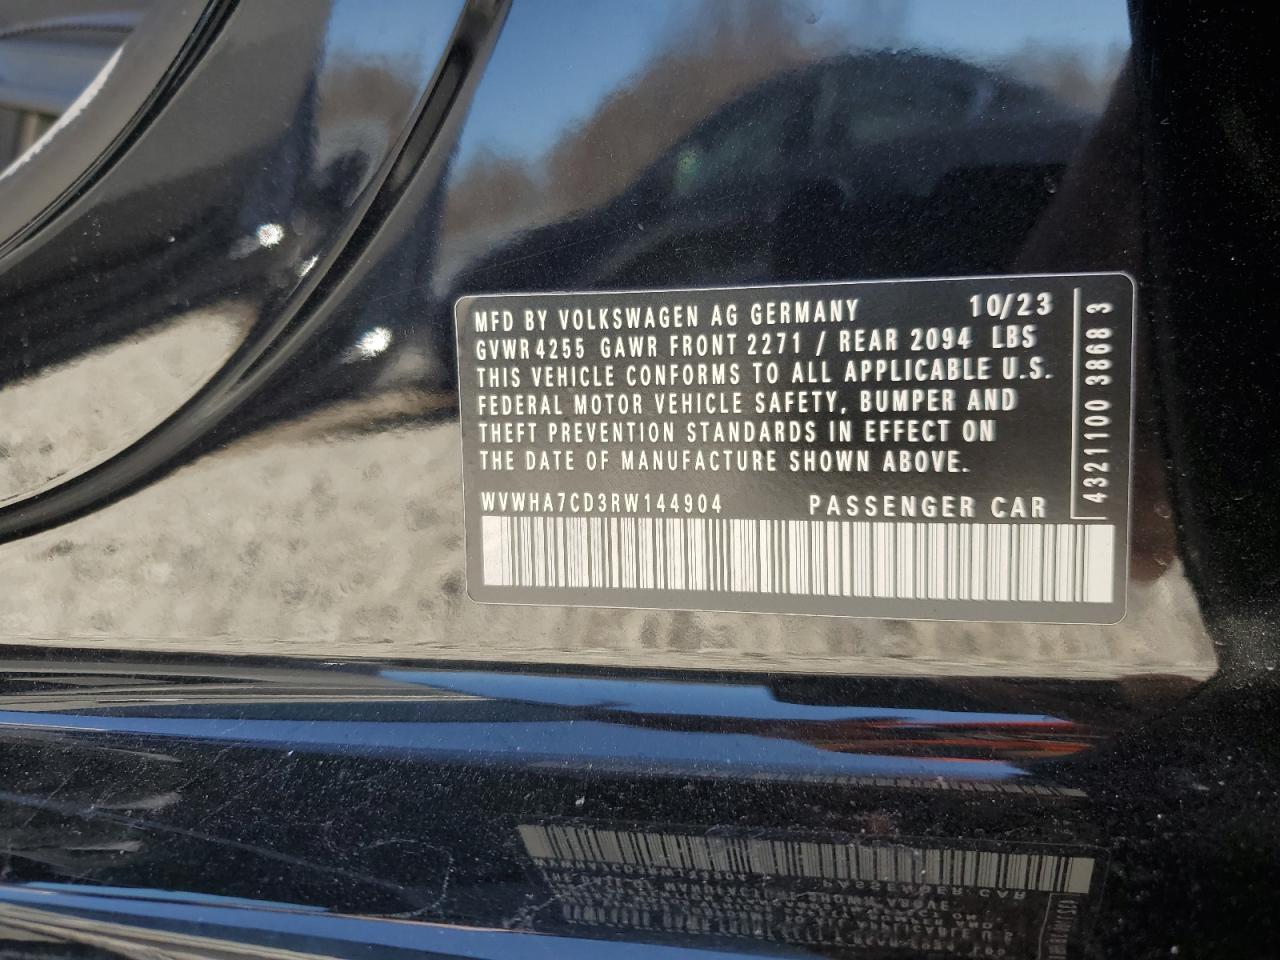 MFD BY VOLKSWAGEN AG GERMANY 10/23
GVWR 4255 GAWR FRONT 2271 / REAR 2094 LBS
THIS VEHICLE CONFORMS TO ALL APPLICABLE U.S.
FEDERAL MOTOR VEHICLE SAFETY, BUMPER AND
THEFT PREVENTION STANDARDS IN EFFECT ON
THE DATE OF MANUFACTURE SHOWN ABOVE.
WVWHA7CD3RW144904 PASSENGER CAR
4321100 3868 3